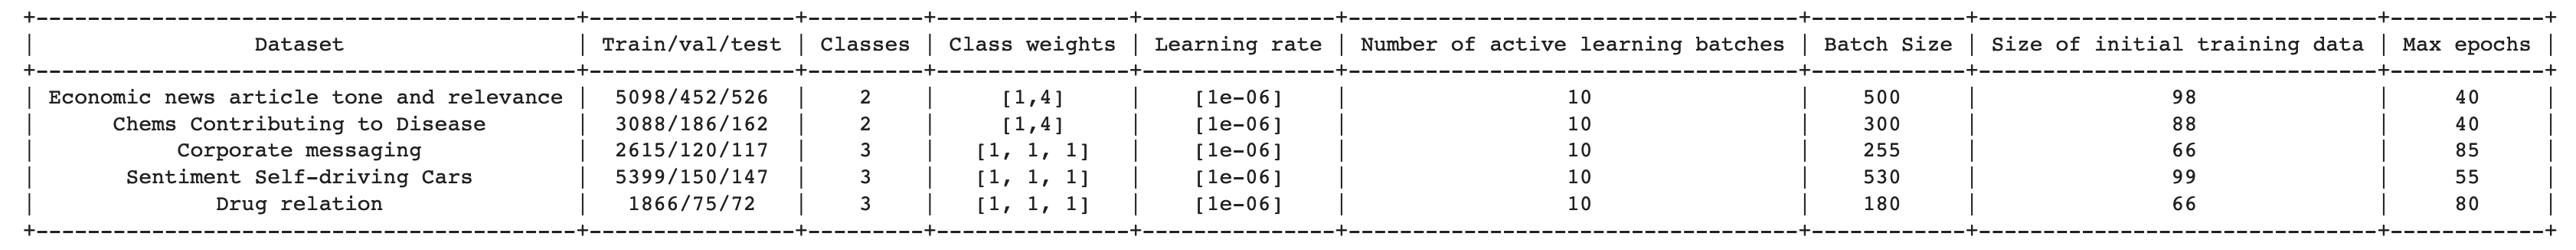 +------------------------------------------+----------------+---------+---------------+---------------+-----------------------------------+------------+-------------------------------+------------+
| Dataset | Train/val/test | Classes | Class weights | Learning rate | Number of active learning batches | Batch Size | Size of initial training data | Max epochs |
+------------------------------------------+----------------+---------+---------------+---------------+-----------------------------------+------------+-------------------------------+------------+
| Economic news article tone and relevance | 5098/452/526 | 2 | [1,4] | [1e-06] | 10 | 500 | 98 | 40 |
| Chems Contributing to Disease | 3088/186/162 | 2 | [1,4] | [1e-06] | 10 | 300 | 88 | 40 |
| Corporate messaging | 2615/120/117 | 3 | [1, 1, 1] | [1e-06] | 10 | 255 | 66 | 85 |
| Sentiment Self-driving Cars | 5399/150/147 | 3 | [1, 1, 1] | [1e-06] | 10 | 530 | 99 | 55 |
| Drug relation | 1866/75/72 | 3 | [1, 1, 1] | [1e-06] | 10 | 180 | 66 | 80 |
+------------------------------------------+----------------+---------+---------------+---------------+-----------------------------------+------------+-------------------------------+------------+